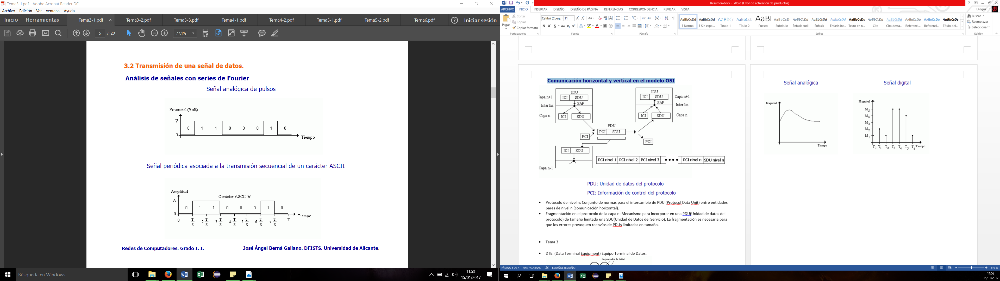 Tema3-1.pdf - Adobe Acrobat Reader DC
Archivo Edición Ver Ventana Ayuda
Inicio Herramientas Tema3-1.pdf × Tema3-2.pdf Tema3-3.pdf Tema4-1.pdf Tema4-2.pdf Tema5-1.pdf Tema5-2.pdf Tema6.pdf Iniciar sesión
5 / 20 77,1%
3.2 Transmisión de una señal de datos.
Análisis de señales con series de Fourier
Señal analógica de pulsos
Potencial (Volt)
V
0 1 1 0 0 0 1 0
0
Tiempo
Señal periódica asociada a la transmisión secuencial de un carácter ASCII
Amplitud
Carácter ASCII 'b'
A
0 1 1 0 0 0 1 0
0
Tiempo
0 T/8 2 T/8 3 T/8 4 T/8 5 T/8 6 T/8 7 T/8 T
Redes de Computadores. Grado I. I. José Ángel Berná Galiano. DFISTS. Universidad de Alicante.
Búsqueda en Windows
11:53
15/01/2017
Resumen.docx - Word (Error de activación de productos)
ARCHIVO INICIO INSERTAR DISEÑO DISEÑO DE PÁGINA REFERENCIAS CORRESPONDENCIA REVISAR VISTA Diegus .
Pegar
Cortar
Copiar
Copiar formato
Portapapeles
Calibri (Cuerp 11
N K S abc x₂ x²
Fuente
Párrafo
AaBbCcDd AaBbCcDd AaBbCc AaBbCcC AaBl AaBbCcD AaBbCcDd AaBbCcDd AaBbCcDd AaBbCcDc AaBbCcDd AaBbCcDd AABBCCDD AABBCCDD AaBbCcDd
¶ Normal ¶ Sin espa... Título 1 Título 2 Puesto Subtítulo Énfasis sutil Énfasis Énfasis int... Texto en n... Cita Cita desta... Referenci... Referenci... Título del...
Estilos
Buscar
Reemplazar
Seleccionar
Edición
Comunicación horizontal y vertical en el modelo OSI
IDU
ICI SDU
Capa n+1
SAP
Interfaz
Capa n
ICI SDU
IDU
ICI SDU
Capa n+1
SAP
Interfaz
ICI SDU
Capa n
PDU
PCI SDU
PCI
PCI
ICI SDU
Capa n-1
PCI nivel 1 PCI nivel 2 PCI nivel 3 • • • • PCI nivel n SDU nivel n
PDU: Unidad de datos del protocolo
PCI: Información de control del protocolo
• Protocolo de nivel n: Conjunto de normas para el intercambio de PDU (Protocol Data Unit) entre entidades
pares de nivel n (comunicación horizontal).
• Fragmentación en el protocolo de la capa n: Mecanismo para incorporar en una PDU(Unidad de datos del
protocolo) de tamaño limitado una SDU(Unidad de Datos del Servicio). La fragmentación es necesaria para
que los errores provoquen reenvíos de PDUs limitadas en tamaño.
• Tema 3
• DTE: (Data Terminal Equipment) Equipo Terminal de Datos.
Regenerador de Señal
Señal analógica
Magnitud
Tiempo
Señal digital
Magnitud
M5
M4
M3
M2
M1
T0 T1 T2 T3 T4 T5 T6 Tiempo
PÁGINA 4 DE 4 645 PALABRAS ESPAÑOL (ESPAÑA) 110 %
11:53
15/01/2017